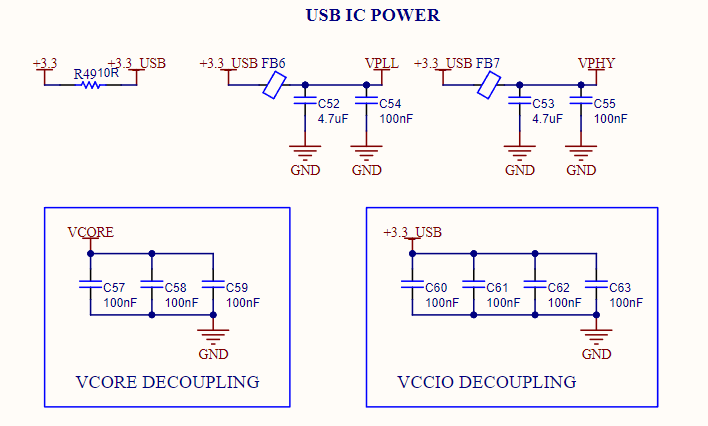 USB IC POWER
+3.3 R49 10R +3.3_USB
+3.3_USB FB6 VPLL
C52 4.7uF
C54 100nF
GND GND
+3.3_USB FB7 VPHY
C53 4.7uF
C55 100nF
GND GND
VCORE
C57 100nF
C58 100nF
C59 100nF
GND
VCORE DECOUPLING
+3.3_USB
C60 100nF
C61 100nF
C62 100nF
C63 100nF
GND
VCCIO DECOUPLING